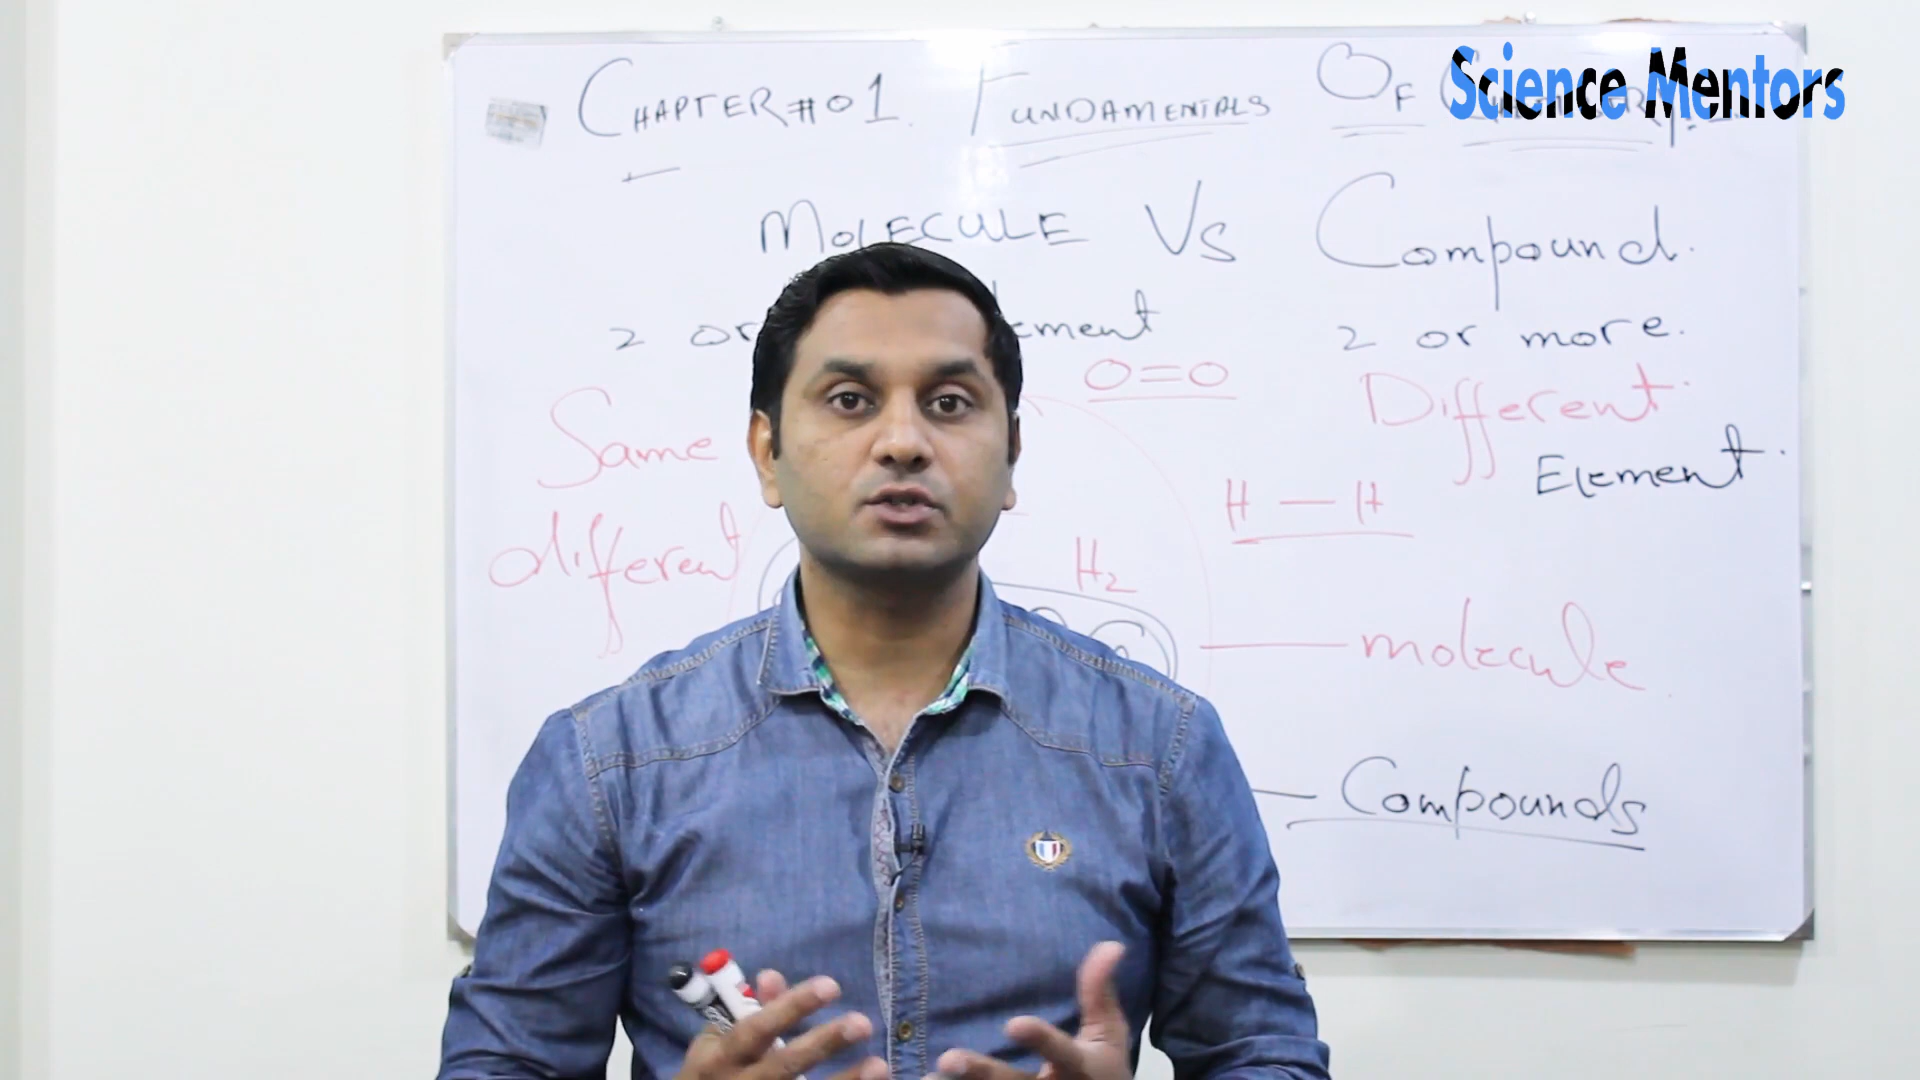 Science Mentors
CHAPTER #01. FUNDAMENTALS OF
MOLECULE VS Compound.
2 or
2 or more.
O=O
Different
Element
Same
H — H
different
H2
molecule
Compounds